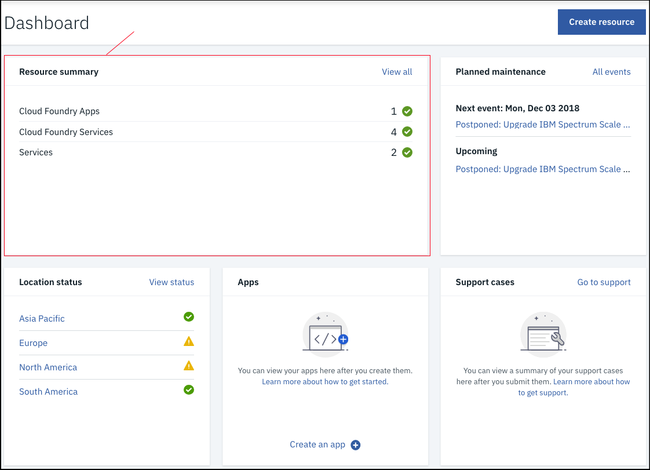 Dashboard
Create resource
Resource summary
View all
Cloud Foundry Apps
1
Cloud Foundry Services
4
Services
2
Planned maintenance
All events
Next event: Mon, Dec 03 2018
Postponed: Upgrade IBM Spectrum Scale ...
Upcoming
Postponed: Upgrade IBM Spectrum Scale ...
Location status
View status
Asia Pacific
Europe
North America
South America
Apps
</>
You can view your apps here after you create them.
Learn more about how to get started.
Create an app
Support cases
Go to support
You can view a summary of your support cases
here after you submit them. Learn more about how
to get support.